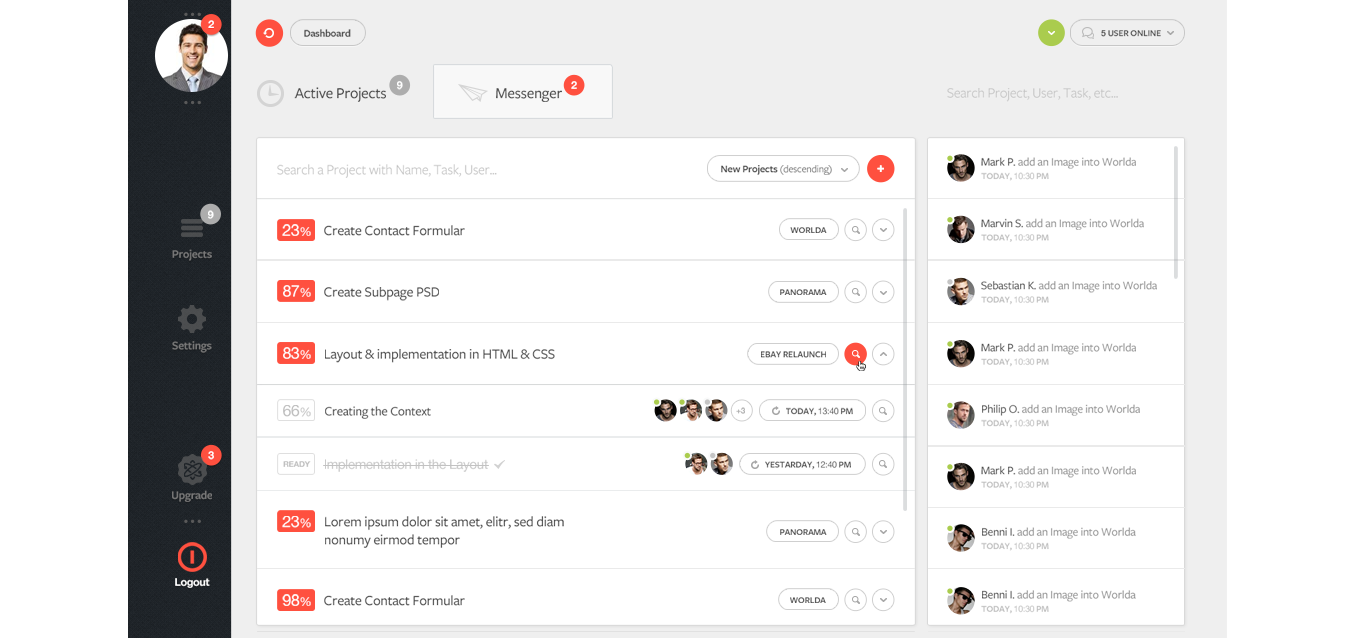 2
Dashboard
5 USER ONLINE
Active Projects 9
Messenger 2
Search Project, User, Task, etc...
9
Projects
Settings
3
Upgrade
Logout
Search a Project with Name, Task, User...
New Projects (descending)
+
23% Create Contact Formular WORLDA
87% Create Subpage PSD PANORAMA
83% Layout & implementation in HTML & CSS EBAY RELAUNCH
66% Creating the Context +3 TODAY, 13:40 PM
READY Implementation in the Layout YESTARDAY, 12:40 PM
23% Lorem ipsum dolor sit amet, elitr, sed diam
nonumy eirmod tempor PANORAMA
98% Create Contact Formular WORLDA
Mark P. add an Image into Worlda
TODAY, 10:30 PM
Marvin S. add an Image into Worlda
TODAY, 10:30 PM
Sebastian K. add an Image into Worlda
TODAY, 10:30 PM
Mark P. add an Image into Worlda
TODAY, 10:30 PM
Philip O. add an Image into Worlda
TODAY, 10:30 PM
Mark P. add an Image into Worlda
TODAY, 10:30 PM
Benni I. add an Image into Worlda
TODAY, 10:30 PM
Benni I. add an Image into Worlda
TODAY, 10:30 PM